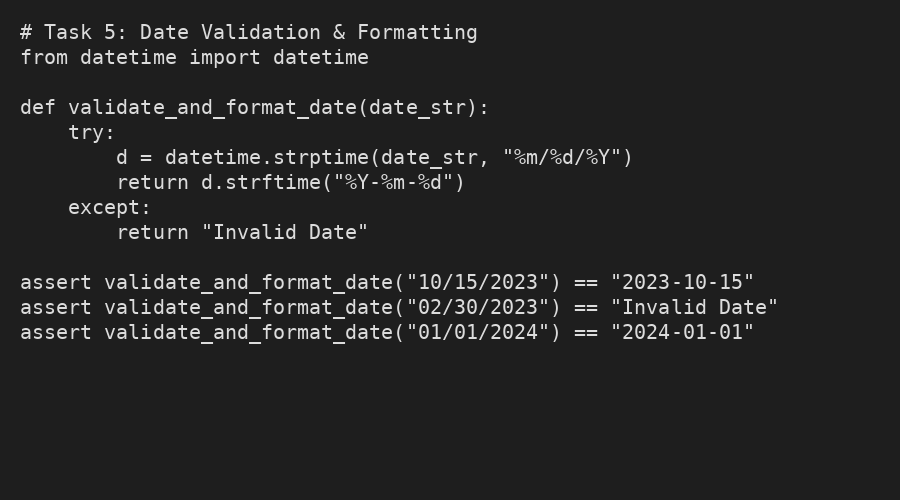 # Task 5: Date Validation & Formatting
from datetime import datetime

def validate_and_format_date(date_str):
    try:
        d = datetime.strptime(date_str, "%m/%d/%Y")
        return d.strftime("%Y-%m-%d")
    except:
        return "Invalid Date"

assert validate_and_format_date("10/15/2023") == "2023-10-15"
assert validate_and_format_date("02/30/2023") == "Invalid Date"
assert validate_and_format_date("01/01/2024") == "2024-01-01"